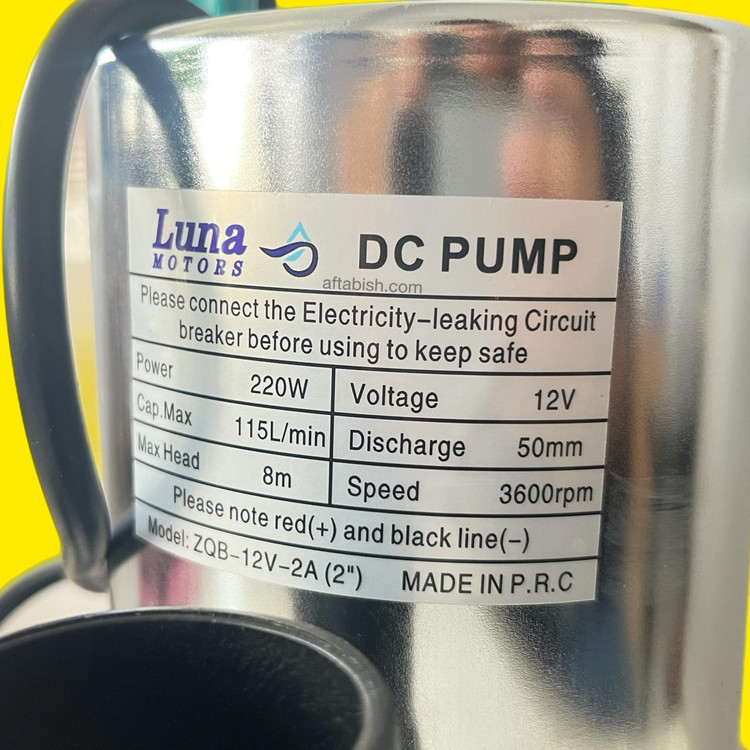 Luna
MOTORS
DC PUMP
aftabish.com
Please connect the Electricity-leaking Circuit
breaker before using to keep safe
Power 220W Voltage 12V
Cap.Max 115L/min Discharge 50mm
Max Head 8m Speed 3600rpm
Please note red(+) and black line(-)
Model: ZQB-12V-2A (2") MADE IN P.R.C